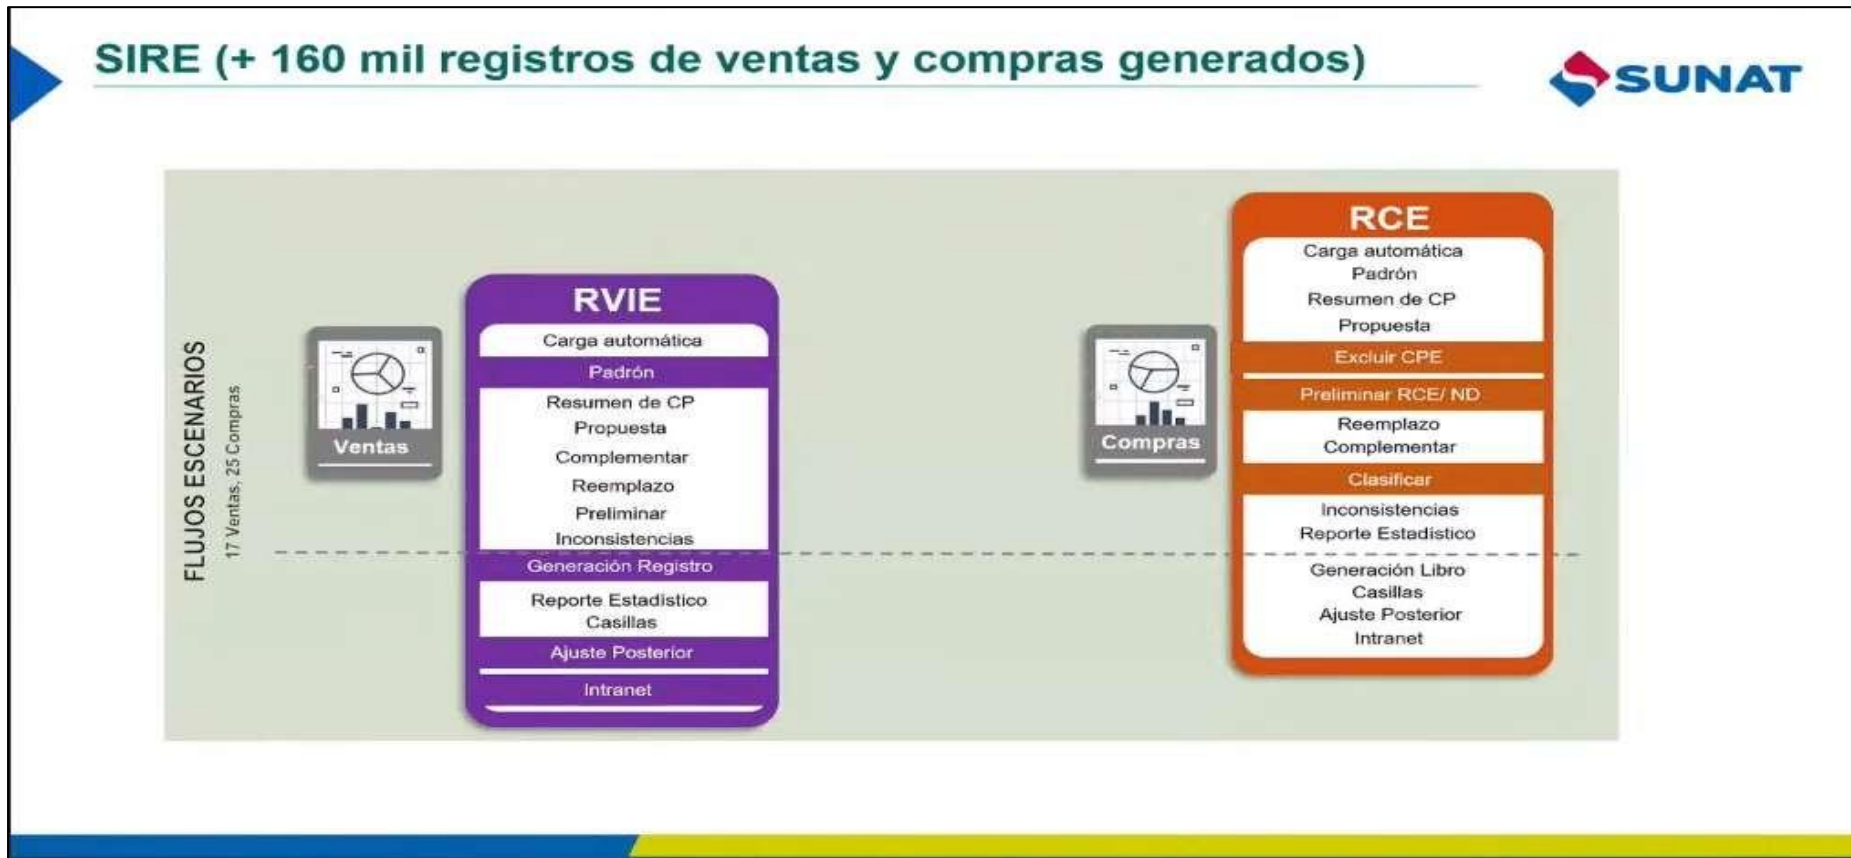 SIRE (+ 160 mil registros de ventas y compras generados)
SUNAT
FLUJOS ESCENARIOS
17 Ventas, 25 Compras
Ventas
RVIE
Carga automática
Padrón
Resumen de CP
Propuesta
Complementar
Reemplazo
Preliminar
Inconsistencias
Generación Registro
Reporte Estadístico
Casillas
Ajuste Posterior
Intranet
Compras
RCE
Carga automática
Padrón
Resumen de CP
Propuesta
Excluir CPE
Preliminar RCE/ ND
Reemplazo
Complementar
Clasificar
Inconsistencias
Reporte Estadístico
Generación Libro
Casillas
Ajuste Posterior
Intranet